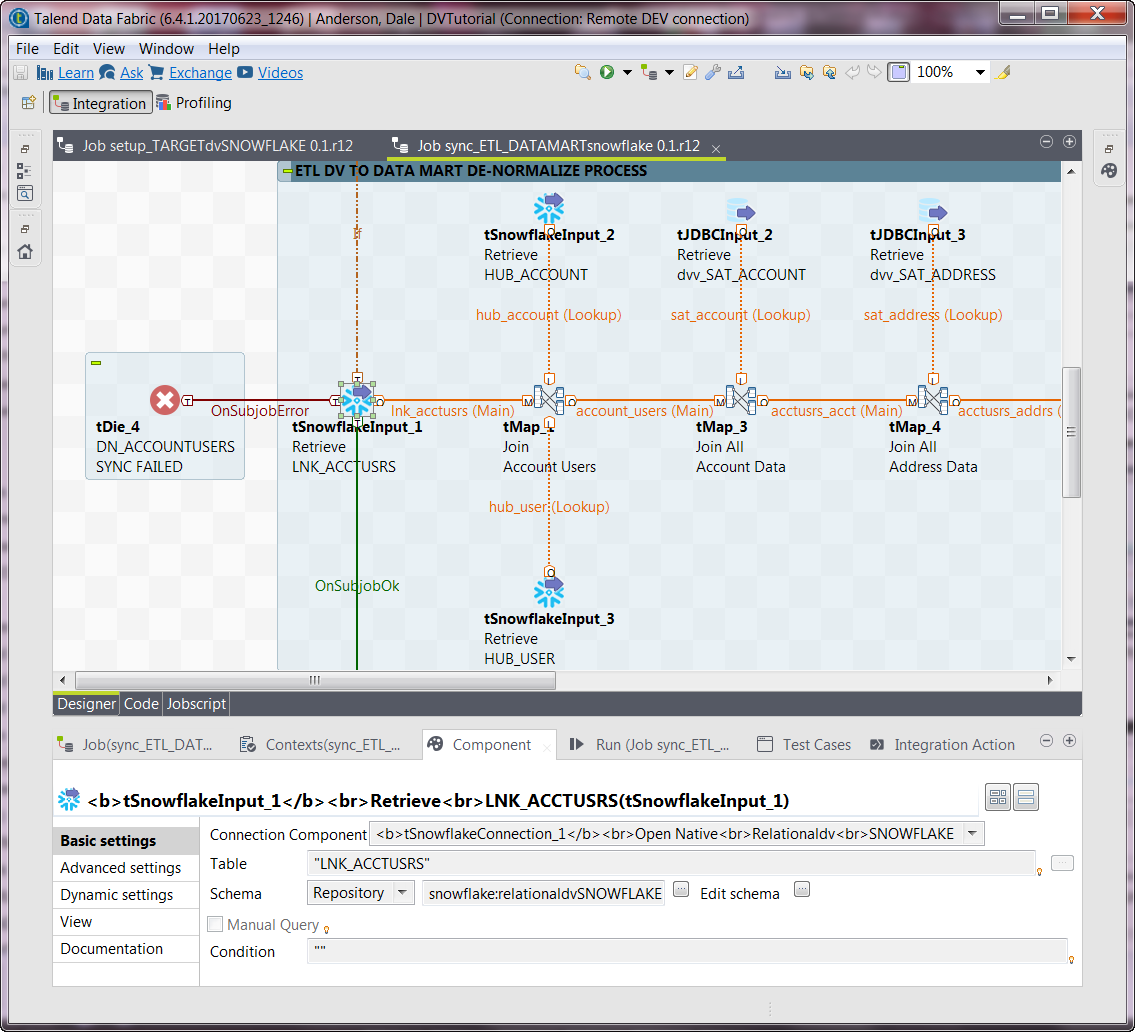 Talend Data Fabric (6.4.1.20170623_1246) | Anderson, Dale | DVTutorial (Connection: Remote DEV connection)
File Edit View Window Help
Learn Ask Exchange Videos 100%
Integration Profiling
Job setup_TARGETdvSNOWFLAKE 0.1.r12 Job sync_ETL_DATAMARTsnowflake 0.1.r12
ETL DV TO DATA MART DE-NORMALIZE PROCESS
If
tSnowflakeInput_2 tJDBCInput_2 tJDBCInput_3
Retrieve Retrieve Retrieve
HUB_ACCOUNT dvv_SAT_ACCOUNT dvv_SAT_ADDRESS
hub_account (Lookup) sat_account (Lookup) sat_address (Lookup)
OnSubjobError lnk_acctusrs (Main) account_users (Main) acctusrs_acct (Main) acctusrs_addrs (
tDie_4 tSnowflakeInput_1 tMap_1 tMap_3 tMap_4
DN_ACCOUNTUSERS Retrieve Join Join All Join All
SYNC FAILED LNK_ACCTUSRS Account Users Account Data Address Data
hub_user (Lookup)
OnSubjobOk
tSnowflakeInput_3
Retrieve
HUB_USER
Designer Code Jobscript
Job(sync_ETL_DAT... Contexts(sync_ETL_... Component Run (Job sync_ETL_... Test Cases Integration Action
<b>tSnowflakeInput_1</b><br>Retrieve<br>LNK_ACCTUSRS(tSnowflakeInput_1)
Basic settings Connection Component <b>tSnowflakeConnection_1</b><br>Open Native<br>Relationaldv<br>SNOWFLAKE
Advanced settings Table "LNK_ACCTUSRS"
Dynamic settings Schema Repository snowflake:relationaldvSNOWFLAKE Edit schema
View Manual Query
Documentation Condition ""